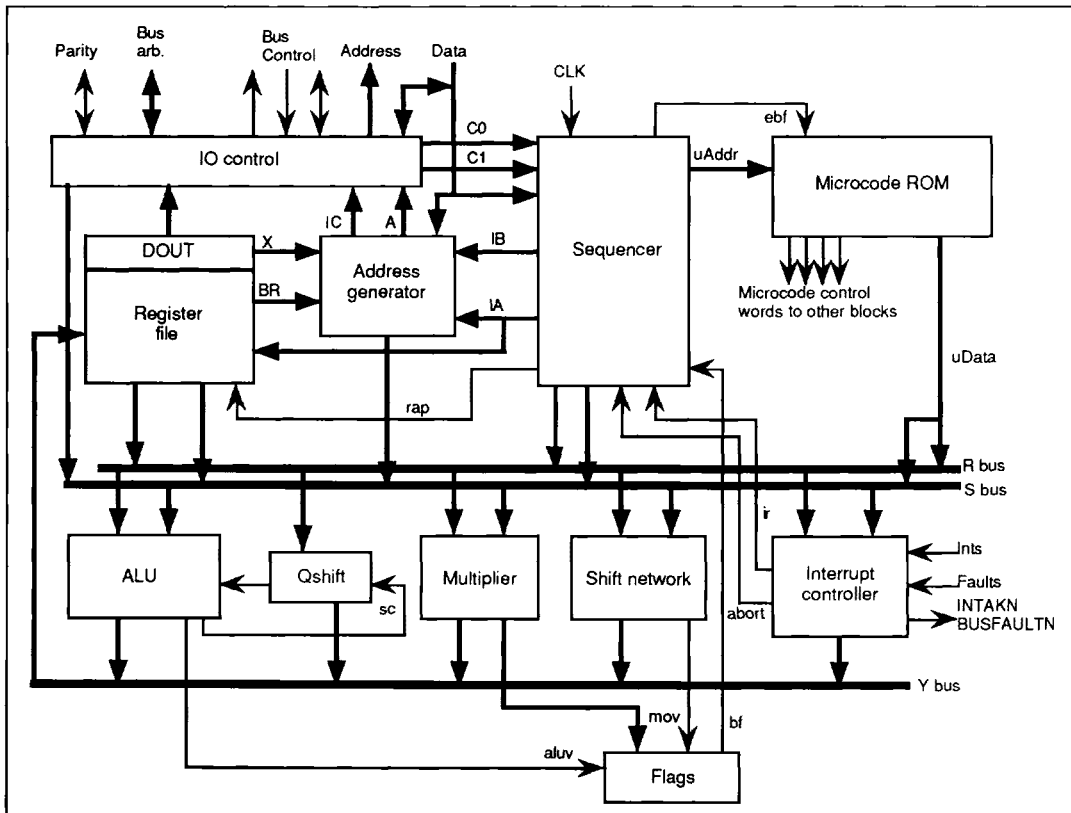 Parity
Bus
arb.
Bus
Control
Address
Data
CLK
ebf
C0
C1
IO control
uAddr
Microcode ROM
IC
A
DOUT
X
Address
generator
IB
Sequencer
BR
Register
file
IA
Microcode control
words to other blocks
uData
rap
R bus
S bus
ir
ALU
Qshift
sc
Multiplier
Shift network
abort
Interrupt
controller
Ints
Faults
INTAKN
BUSFAULTN
Y bus
mov
bf
aluv
Flags